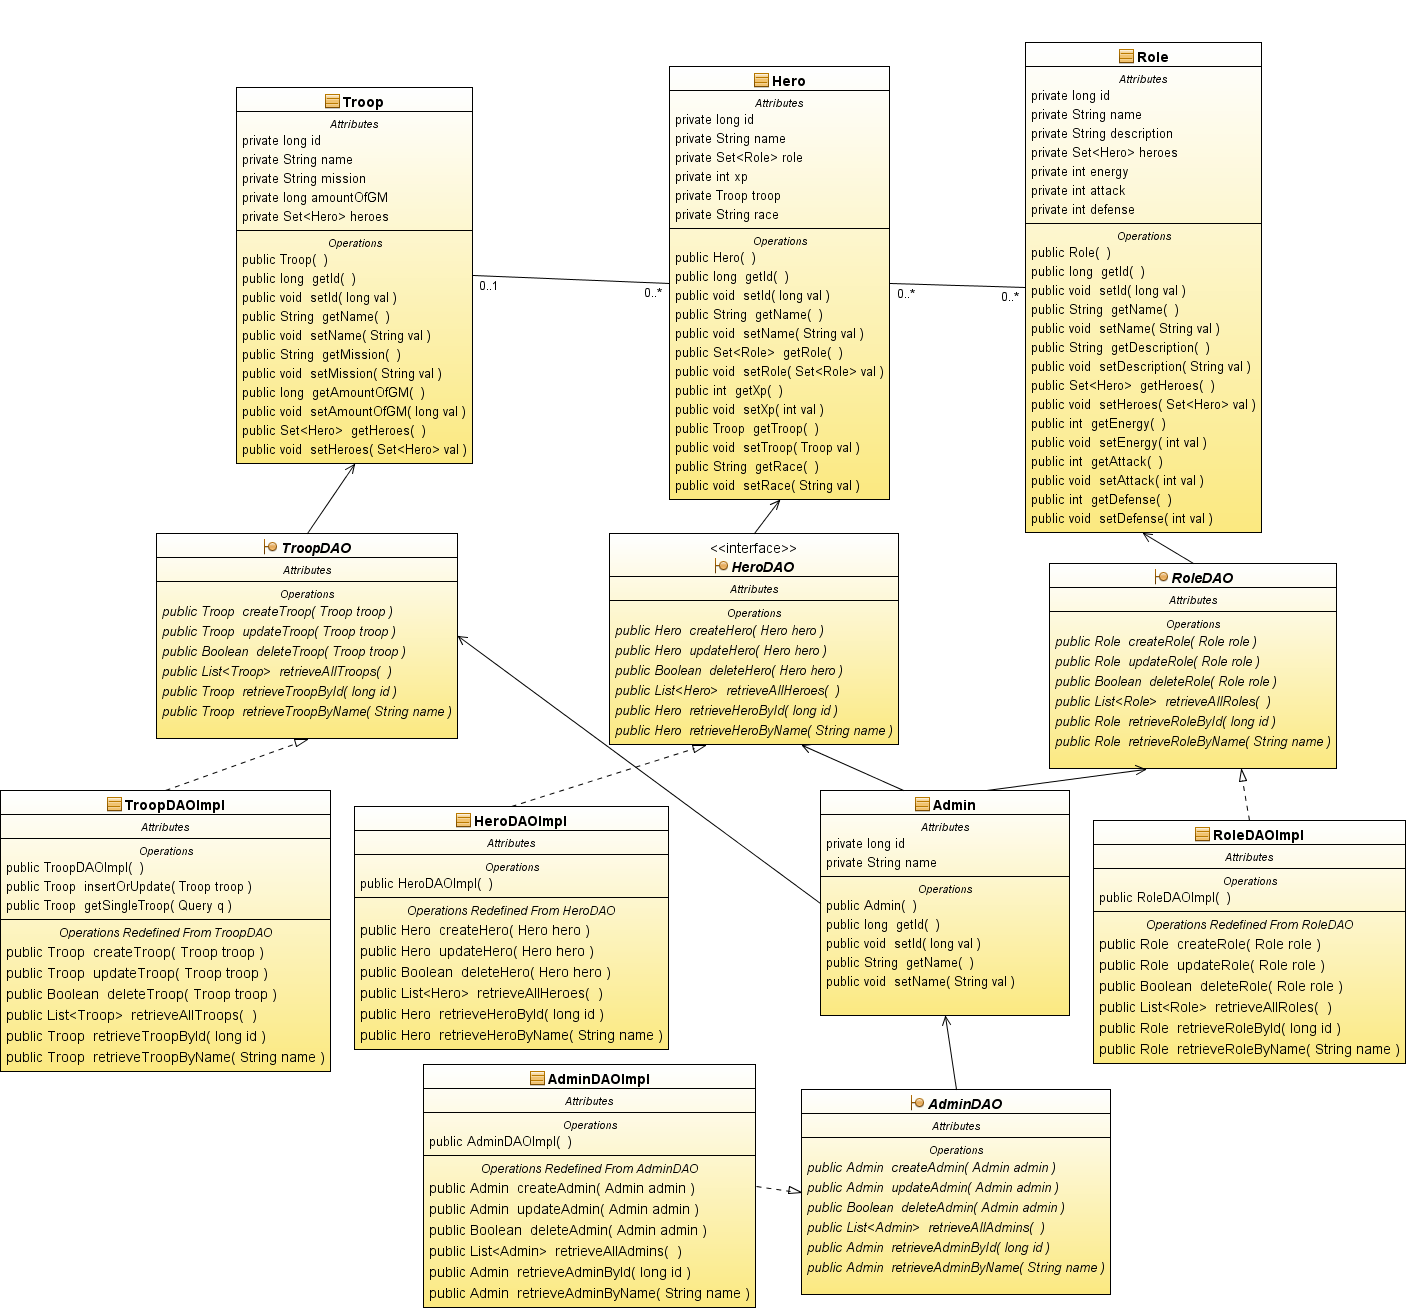 Troop
Attributes
private long id
private String name
private String mission
private long amountOfGM
private Set<Hero> heroes
Operations
public Troop(  )
public long  getId(  )
public void  setId( long val )
public String  getName(  )
public void  setName( String val )
public String  getMission(  )
public void  setMission( String val )
public long  getAmountOfGM(  )
public void  setAmountOfGM( long val )
public Set<Hero>  getHeroes(  )
public void  setHeroes( Set<Hero> val )
0..1
0..*
Hero
Attributes
private long id
private String name
private Set<Role> role
private int xp
private Troop troop
private String race
Operations
public Hero(  )
public long  getId(  )
public void  setId( long val )
public String  getName(  )
public void  setName( String val )
public Set<Role>  getRole(  )
public void  setRole( Set<Role> val )
public int  getXp(  )
public void  setXp( int val )
public Troop  getTroop(  )
public void  setTroop( Troop val )
public String  getRace(  )
public void  setRace( String val )
0..*
0..*
Role
Attributes
private long id
private String name
private String description
private Set<Hero> heroes
private int energy
private int attack
private int defense
Operations
public Role(  )
public long  getId(  )
public void  setId( long val )
public String  getName(  )
public void  setName( String val )
public String  getDescription(  )
public void  setDescription( String val )
public Set<Hero>  getHeroes(  )
public void  setHeroes( Set<Hero> val )
public int  getEnergy(  )
public void  setEnergy( int val )
public int  getAttack(  )
public void  setAttack( int val )
public int  getDefense(  )
public void  setDefense( int val )
TroopDAO
Attributes
Operations
public Troop  createTroop( Troop troop )
public Troop  updateTroop( Troop troop )
public Boolean  deleteTroop( Troop troop )
public List<Troop>  retrieveAllTroops(  )
public Troop  retrieveTroopById( long id )
public Troop  retrieveTroopByName( String name )
<<interface>>
HeroDAO
Attributes
Operations
public Hero  createHero( Hero hero )
public Hero  updateHero( Hero hero )
public Boolean  deleteHero( Hero hero )
public List<Hero>  retrieveAllHeroes(  )
public Hero  retrieveHeroById( long id )
public Hero  retrieveHeroByName( String name )
RoleDAO
Attributes
Operations
public Role  createRole( Role role )
public Role  updateRole( Role role )
public Boolean  deleteRole( Role role )
public List<Role>  retrieveAllRoles(  )
public Role  retrieveRoleById( long id )
public Role  retrieveRoleByName( String name )
TroopDAOImpl
Attributes
Operations
public TroopDAOImpl(  )
public Troop  insertOrUpdate( Troop troop )
public Troop  getSingleTroop( Query q )
Operations Redefined From TroopDAO
public Troop  createTroop( Troop troop )
public Troop  updateTroop( Troop troop )
public Boolean  deleteTroop( Troop troop )
public List<Troop>  retrieveAllTroops(  )
public Troop  retrieveTroopById( long id )
public Troop  retrieveTroopByName( String name )
HeroDAOImpl
Attributes
Operations
public HeroDAOImpl(  )
Operations Redefined From HeroDAO
public Hero  createHero( Hero hero )
public Hero  updateHero( Hero hero )
public Boolean  deleteHero( Hero hero )
public List<Hero>  retrieveAllHeroes(  )
public Hero  retrieveHeroById( long id )
public Hero  retrieveHeroByName( String name )
Admin
Attributes
private long id
private String name
Operations
public Admin(  )
public long  getId(  )
public void  setId( long val )
public String  getName(  )
public void  setName( String val )
RoleDAOImpl
Attributes
Operations
public RoleDAOImpl(  )
Operations Redefined From RoleDAO
public Role  createRole( Role role )
public Role  updateRole( Role role )
public Boolean  deleteRole( Role role )
public List<Role>  retrieveAllRoles(  )
public Role  retrieveRoleById( long id )
public Role  retrieveRoleByName( String name )
AdminDAOImpl
Attributes
Operations
public AdminDAOImpl(  )
Operations Redefined From AdminDAO
public Admin  createAdmin( Admin admin )
public Admin  updateAdmin( Admin admin )
public Boolean  deleteAdmin( Admin admin )
public List<Admin>  retrieveAllAdmins(  )
public Admin  retrieveAdminById( long id )
public Admin  retrieveAdminByName( String name )
AdminDAO
Attributes
Operations
public Admin  createAdmin( Admin admin )
public Admin  updateAdmin( Admin admin )
public Boolean  deleteAdmin( Admin admin )
public List<Admin>  retrieveAllAdmins(  )
public Admin  retrieveAdminById( long id )
public Admin  retrieveAdminByName( String name )